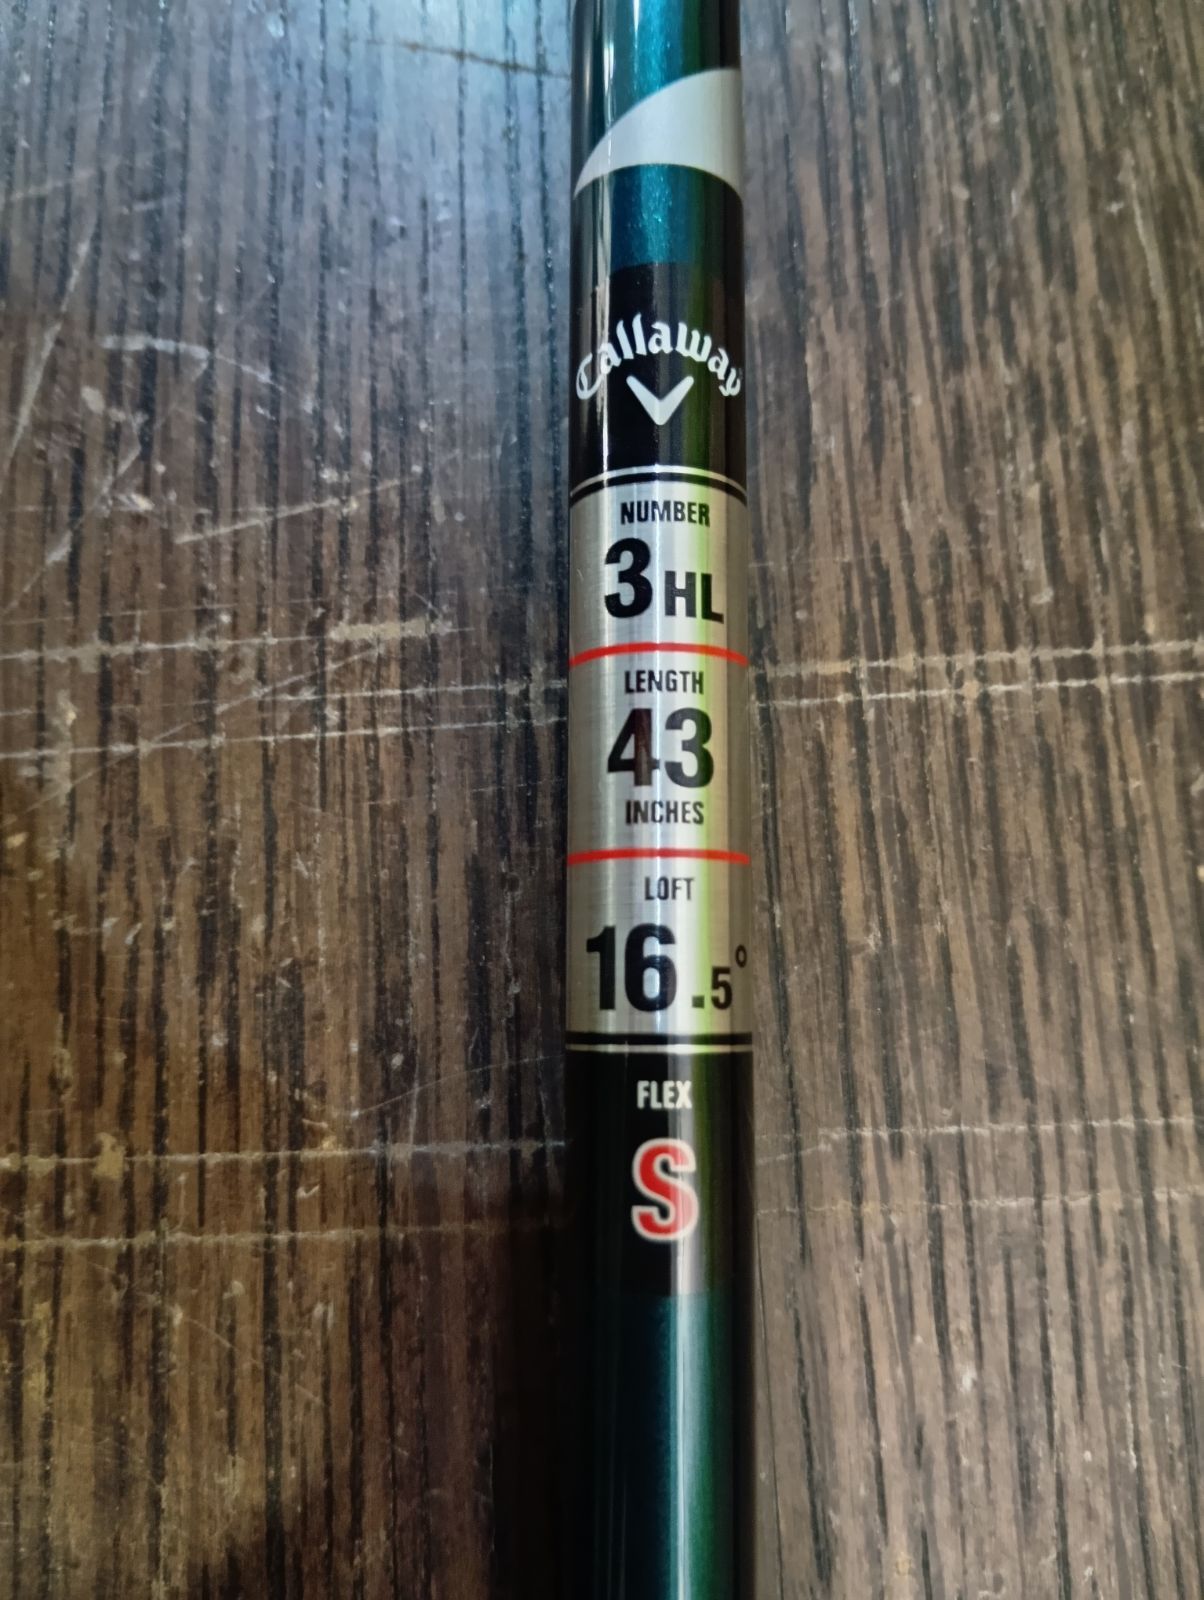 Callaway
NUMBER
3HL
LENGTH
43
INCHES
LOFT
16.5°
FLEX
S